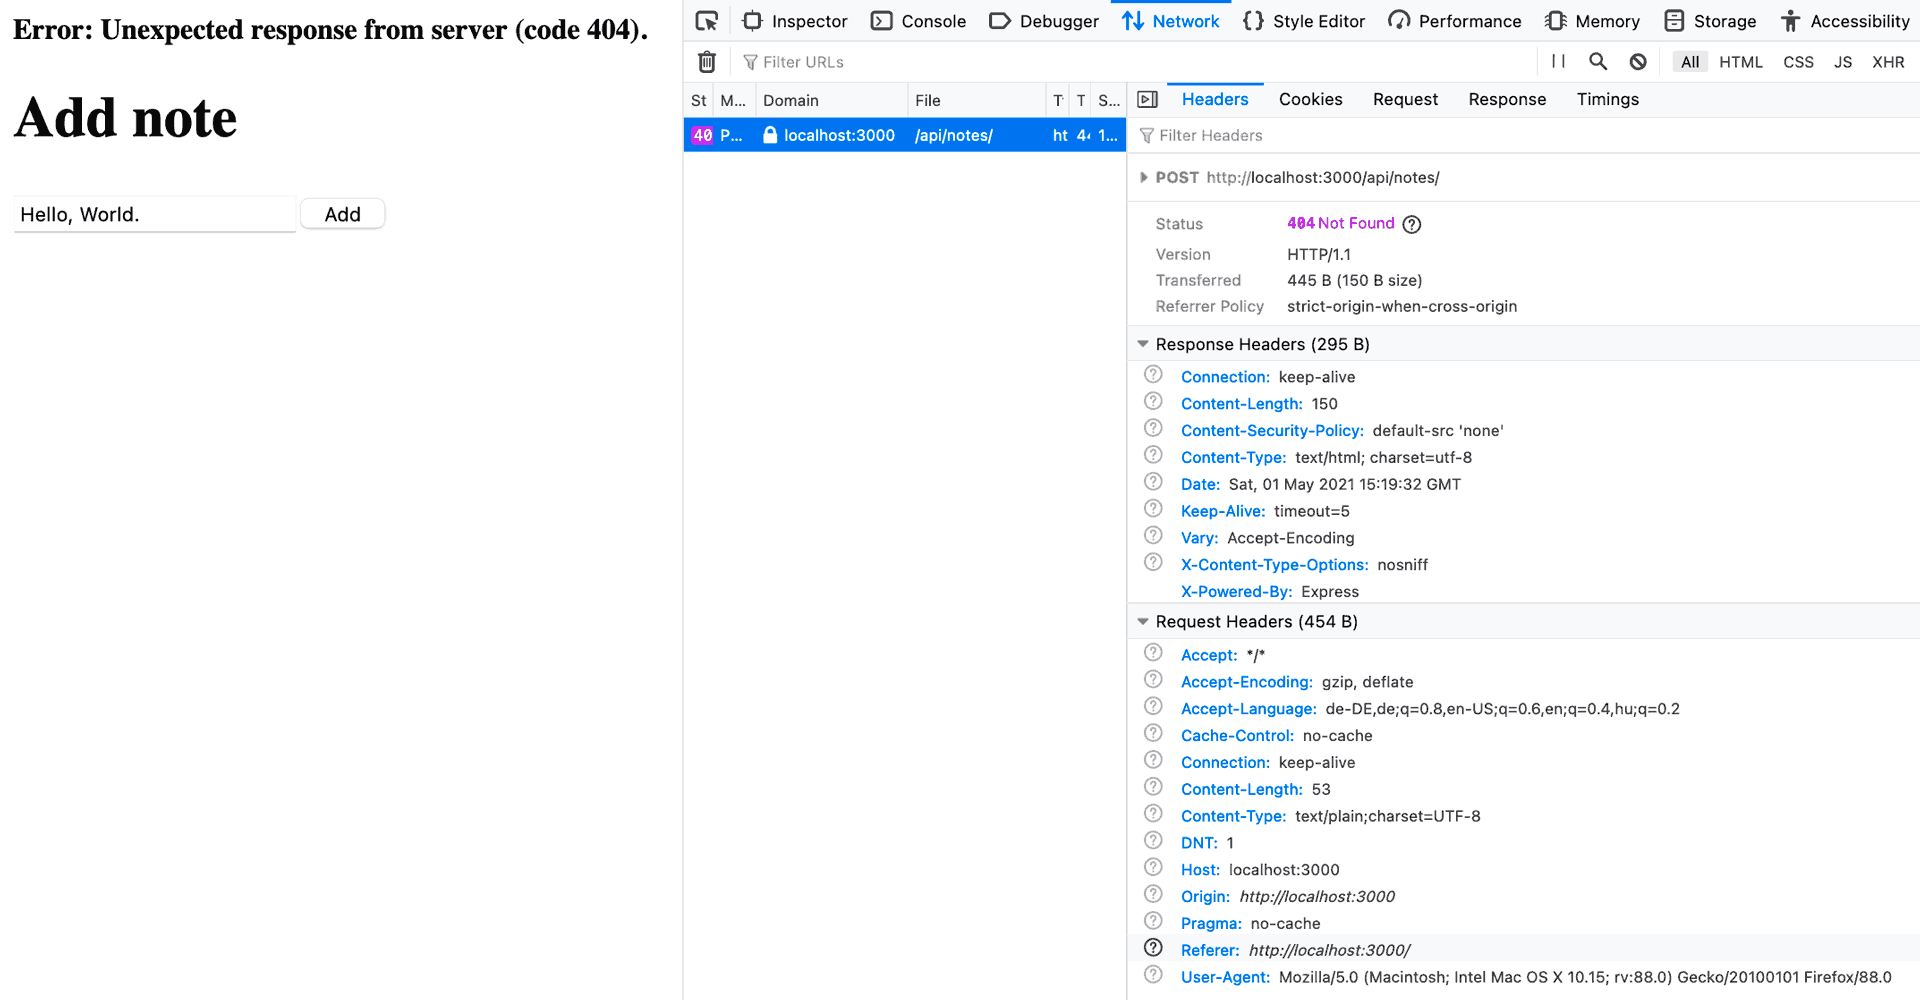 Error: Unexpected response from server (code 404).
Add note
Hello, World.
Add
Inspector Console Debugger Network Style Editor Performance Memory Storage Accessibility
Filter URLs
All HTML CSS JS XHR
St M... Domain File T T S...
40 P... localhost:3000 /api/notes/ ht 44 1...
Headers Cookies Request Response Timings
Filter Headers
POST http://localhost:3000/api/notes/
Status 404 Not Found
Version HTTP/1.1
Transferred 445 B (150 B size)
Referrer Policy strict-origin-when-cross-origin
Response Headers (295 B)
Connection: keep-alive
Content-Length: 150
Content-Security-Policy: default-src 'none'
Content-Type: text/html; charset=utf-8
Date: Sat, 01 May 2021 15:19:32 GMT
Keep-Alive: timeout=5
Vary: Accept-Encoding
X-Content-Type-Options: nosniff
X-Powered-By: Express
Request Headers (454 B)
Accept: */*
Accept-Encoding: gzip, deflate
Accept-Language: de-DE,de;q=0.8,en-US;q=0.6,en;q=0.4,hu;q=0.2
Cache-Control: no-cache
Connection: keep-alive
Content-Length: 53
Content-Type: text/plain;charset=UTF-8
DNT: 1
Host: localhost:3000
Origin: http://localhost:3000
Pragma: no-cache
Referer: http://localhost:3000/
User-Agent: Mozilla/5.0 (Macintosh; Intel Mac OS X 10.15; rv:88.0) Gecko/20100101 Firefox/88.0